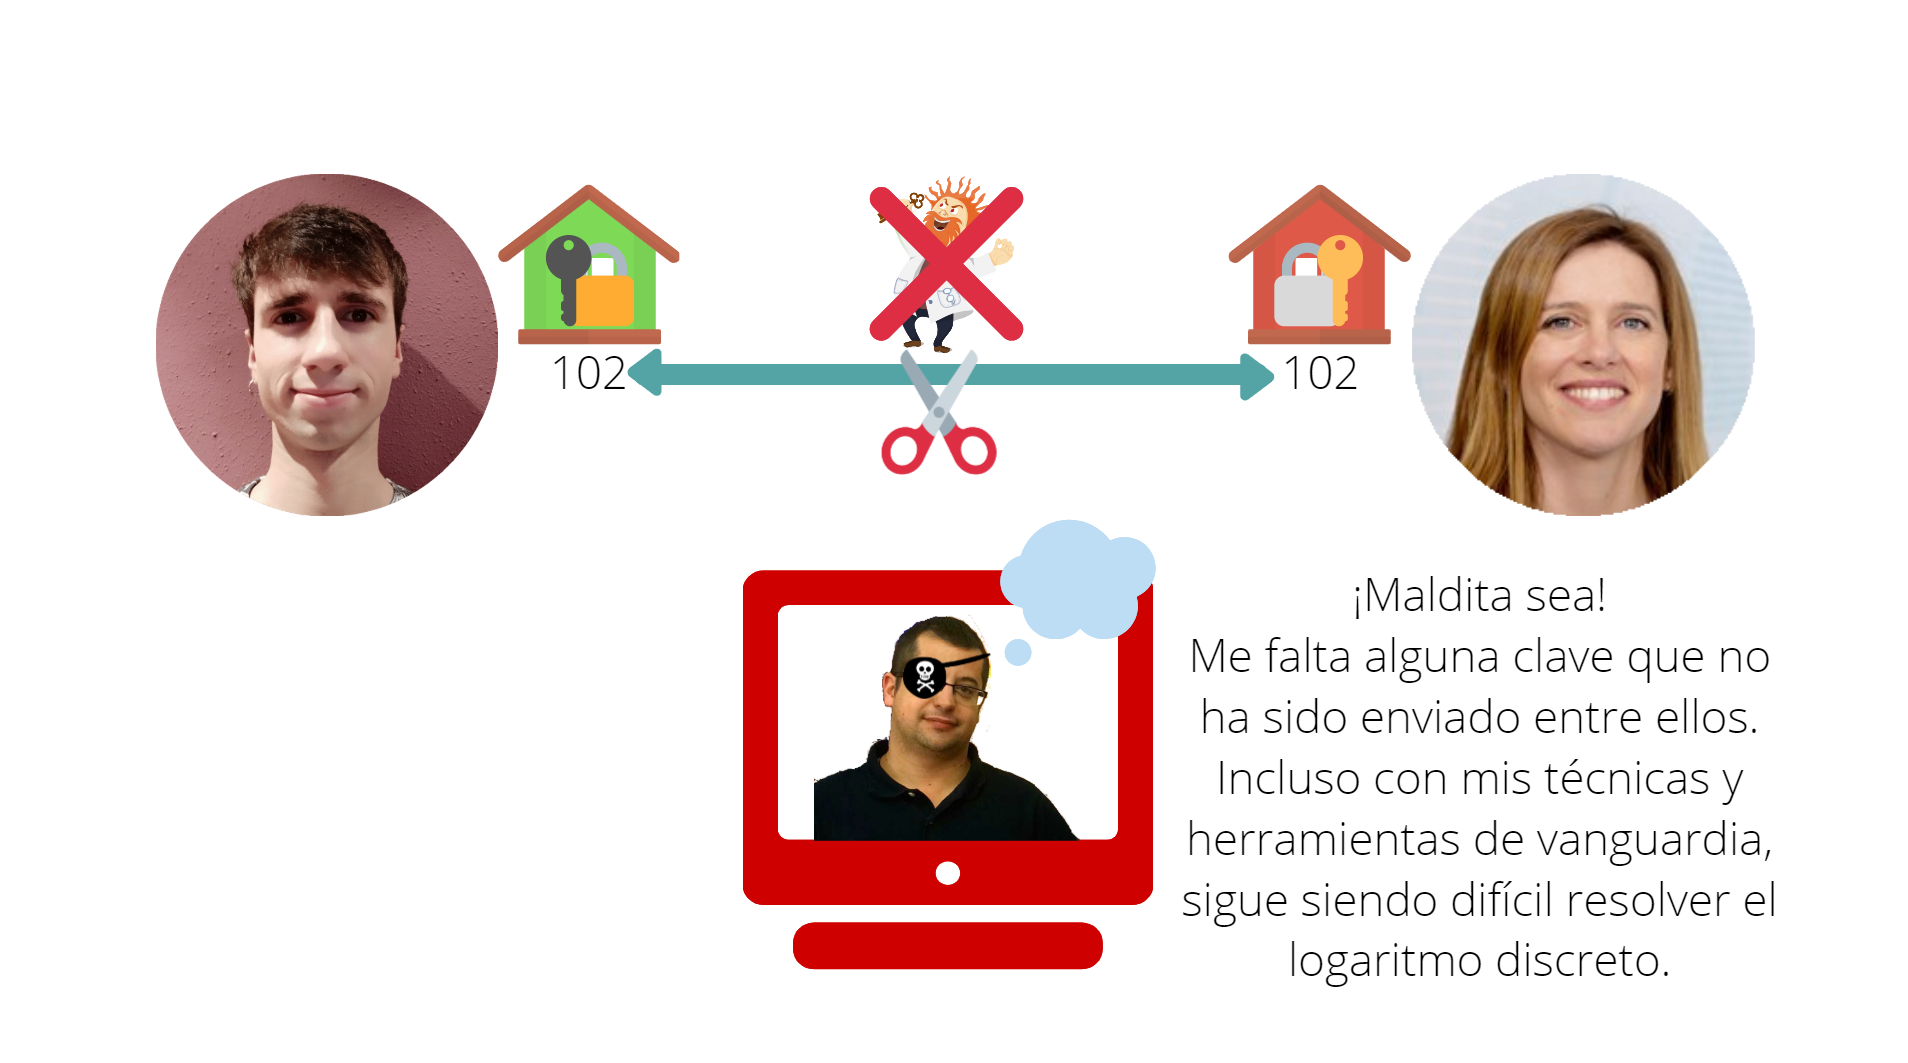 102
102
¡Maldita sea!
Me falta alguna clave que no
ha sido enviado entre ellos.
Incluso con mis técnicas y
herramientas de vanguardia,
sigue siendo difícil resolver el
logaritmo discreto.